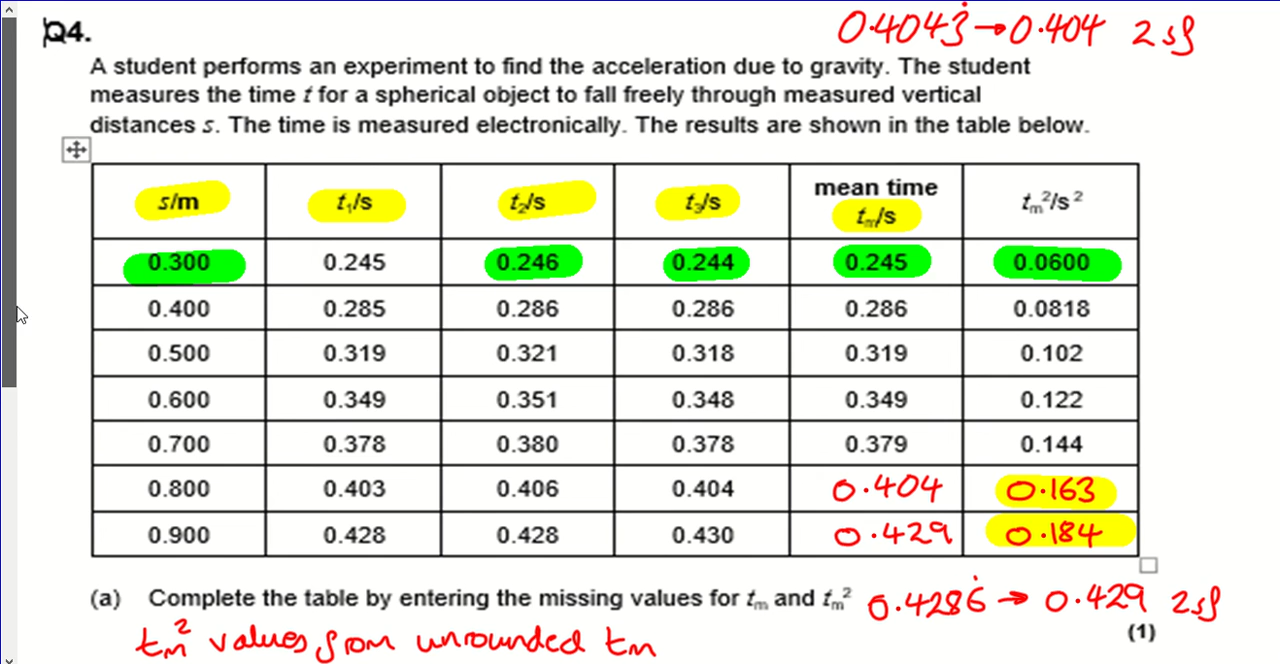 Q4.
0.4043̇ → 0.404 2 sf
A student performs an experiment to find the acceleration due to gravity. The student
measures the time t for a spherical object to fall freely through measured vertical
distances s. The time is measured electronically. The results are shown in the table below.
s/m t₁/s t₂/s t₃/s mean time tₘ/s tₘ²/s²
0.300 0.245 0.246 0.244 0.245 0.0600
0.400 0.285 0.286 0.286 0.286 0.0818
0.500 0.319 0.321 0.318 0.319 0.102
0.600 0.349 0.351 0.348 0.349 0.122
0.700 0.378 0.380 0.378 0.379 0.144
0.800 0.403 0.406 0.404 0.404 0.163
0.900 0.428 0.428 0.430 0.429 0.184
(a) Complete the table by entering the missing values for tₘ and tₘ²
0.4286̇ → 0.429 2sf
(1)
tₘ² values from unrounded tₘ